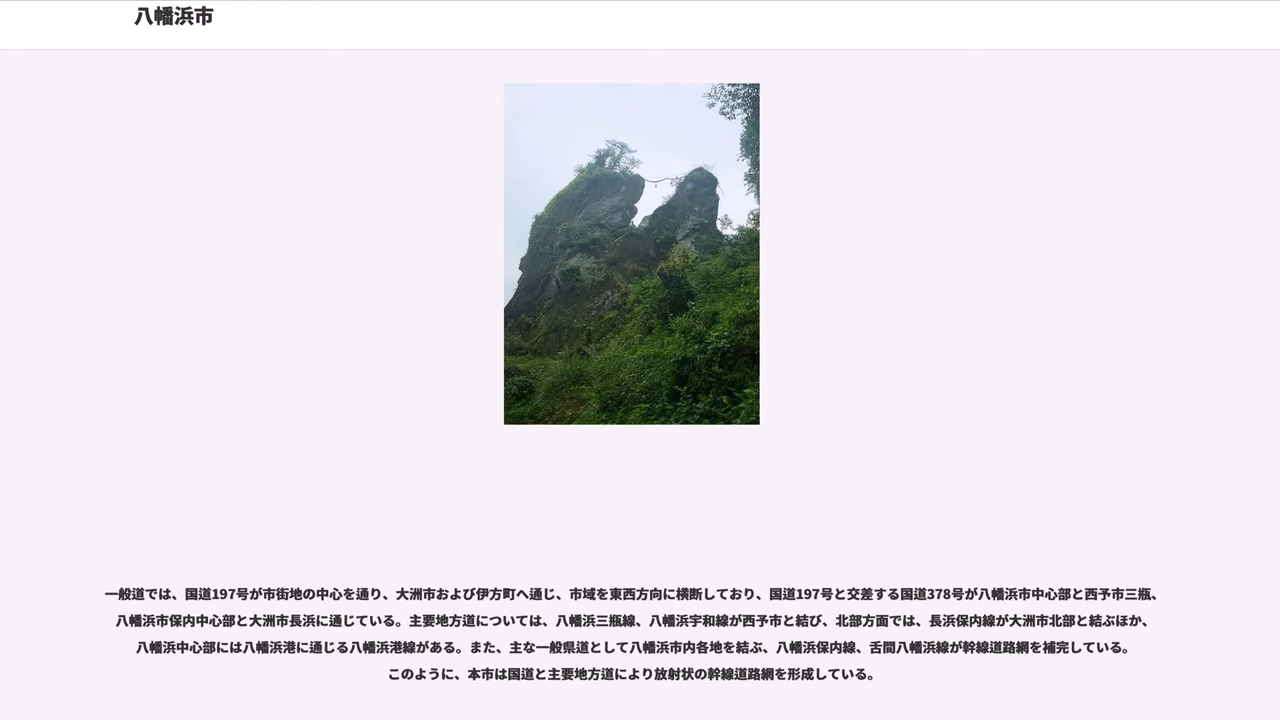 八幡浜市
一般道では、国道197号が市街地の中心を通り、大洲市および伊方町へ通じ、市域を東西方向に横断しており、国道197号と交差する国道378号が八幡浜市中心部と西予市三瓶、
八幡浜市保内中心部と大洲市長浜に通じている。主要地方道については、八幡浜三瓶線、八幡浜宇和線が西予市と結び、北部方面では、長浜保内線が大洲市北部と結ぶほか、
八幡浜中心部には八幡浜港に通じる八幡浜港線がある。また、主な一般県道として八幡浜市内各地を結ぶ、八幡浜保内線、舌間八幡浜線が幹線道路網を補完している。
このように、本市は国道と主要地方道により放射状の幹線道路網を形成している。